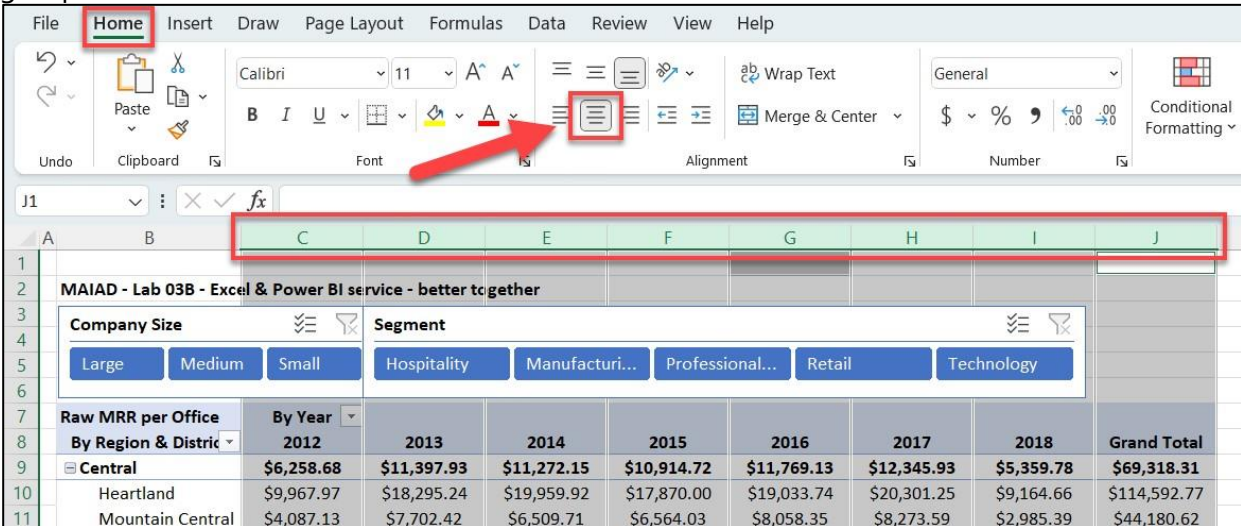 File Home Insert Draw Page Layout Formulas Data Review View Help
Calibri 11 A^ A˅ ab Wrap Text General
Paste B I U A Merge & Center $ % 9 .00 .00 Conditional Formatting
Undo Clipboard Font Alignment Number
J1 fx
A B C D E F G H I J
1
2 MAIAD - Lab 03B - Excel & Power BI service - better together
3 Company Size Segment
4
5 Large Medium Small Hospitality Manufacturi... Professional... Retail Technology
6
7 Raw MRR per Office By Year
8 By Region & Distric 2012 2013 2014 2015 2016 2017 2018 Grand Total
9 Central $6,258.68 $11,397.93 $11,272.15 $10,914.72 $11,769.13 $12,345.93 $5,359.78 $69,318.31
10 Heartland $9,967.97 $18,295.24 $19,959.92 $17,870.00 $19,033.74 $20,301.25 $9,164.66 $114,592.77
11 Mountain Central $4,087.13 $7,702.42 $6,509.71 $6,564.03 $8,058.35 $8,273.59 $2,985.39 $44,180.62